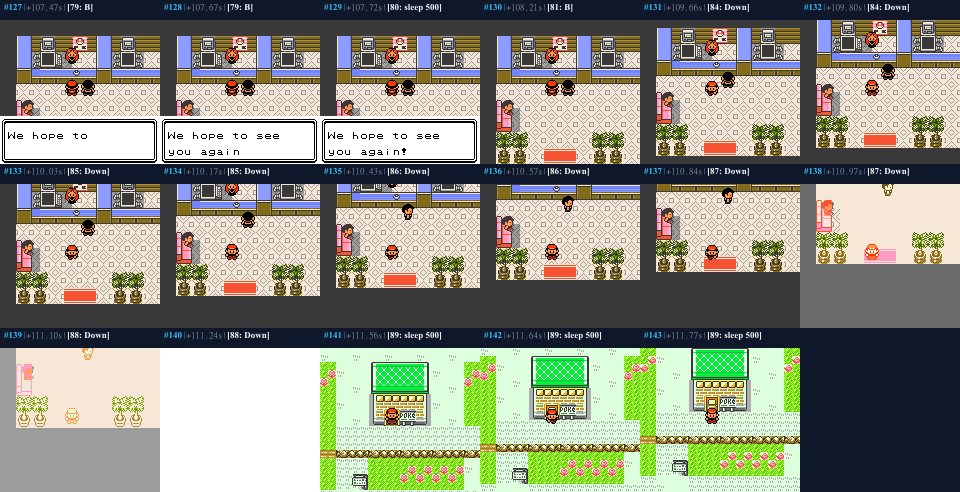 #127|+107.47s| [79: B]
#128|+107.67s| [79: B]
#129|+107.72s| [80: sleep 500]
#130|+108.21s| [81: B]
#131|+109.66s| [84: Down]
#132|+109.80s| [84: Down]
We hope to
We hope to see
you again
We hope to see
you again!
#133|+110.03s| [85: Down]
#134|+110.17s| [85: Down]
#135|+110.43s| [86: Down]
#136|+110.57s| [86: Down]
#137|+110.84s| [87: Down]
#138|+110.97s| [87: Down]
#139|+111.10s| [88: Down]
#140|+111.24s| [88: Down]
#141|+111.56s| [89: sleep 500]
#142|+111.64s| [89: sleep 500]
#143|+111.77s| [89: sleep 500]
POKé
POKé
POKé